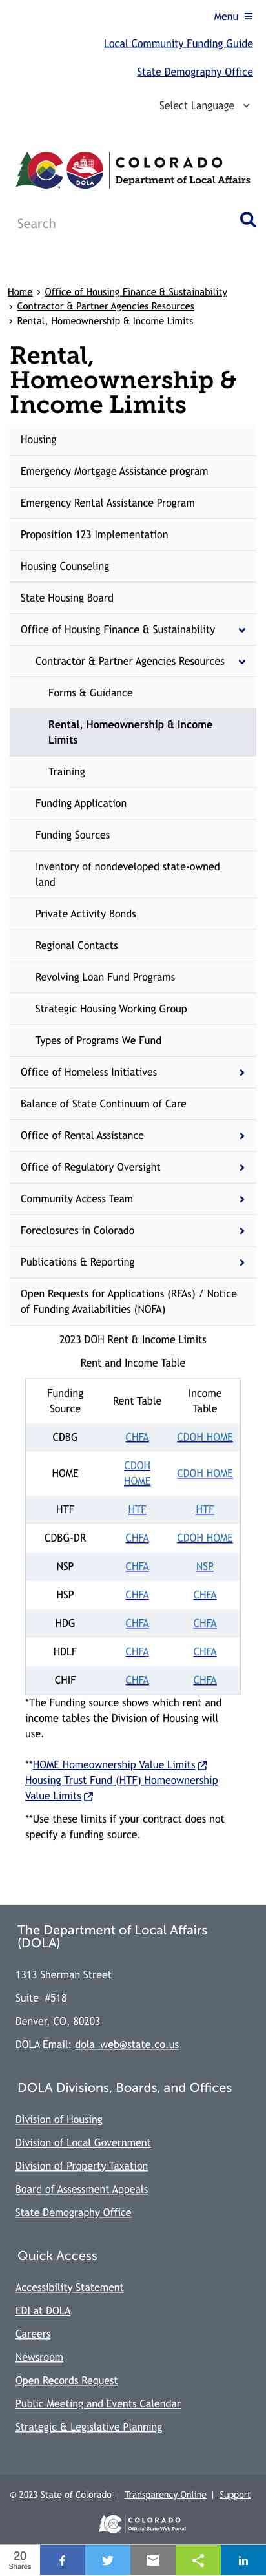 Menu
Local Community Funding Guide
State Demography Office
Select Language
CO
DOLA
COLORADO
Department of Local Affairs
Search
Home › Office of Housing Finance & Sustainability
› Contractor & Partner Agencies Resources
› Rental, Homeownership & Income Limits
Rental,
Homeownership &
Income Limits
Housing
Emergency Mortgage Assistance program
Emergency Rental Assistance Program
Proposition 123 Implementation
Housing Counseling
State Housing Board
Office of Housing Finance & Sustainability
Contractor & Partner Agencies Resources
Forms & Guidance
Rental, Homeownership & Income
Limits
Training
Funding Application
Funding Sources
Inventory of nondeveloped state-owned
land
Private Activity Bonds
Regional Contacts
Revolving Loan Fund Programs
Strategic Housing Working Group
Types of Programs We Fund
Office of Homeless Initiatives
Balance of State Continuum of Care
Office of Rental Assistance
Office of Regulatory Oversight
Community Access Team
Foreclosures in Colorado
Publications & Reporting
Open Requests for Applications (RFAs) / Notice
of Funding Availabilities (NOFA)
2023 DOH Rent & Income Limits
Rent and Income Table
Funding Source Rent Table Income Table
CDBG CHFA CDOH HOME
HOME CDOH HOME CDOH HOME
HTF HTF HTF
CDBG-DR CHFA CDOH HOME
NSP CHFA NSP
HSP CHFA CHFA
HDG CHFA CHFA
HDLF CHFA CHFA
CHIF CHFA CHFA
*The Funding source shows which rent and
income tables the Division of Housing will
use.
**HOME Homeownership Value Limits
Housing Trust Fund (HTF) Homeownership
Value Limits
**Use these limits if your contract does not
specify a funding source.
The Department of Local Affairs
(DOLA)
1313 Sherman Street
Suite #518
Denver, CO, 80203
DOLA Email: dola_web@state.co.us
DOLA Divisions, Boards, and Offices
Division of Housing
Division of Local Government
Division of Property Taxation
Board of Assessment Appeals
State Demography Office
Quick Access
Accessibility Statement
EDI at DOLA
Careers
Newsroom
Open Records Request
Public Meeting and Events Calendar
Strategic & Legislative Planning
© 2023 State of Colorado | Transparency Online | Support
COLORADO
Official State Web Portal
20
Shares